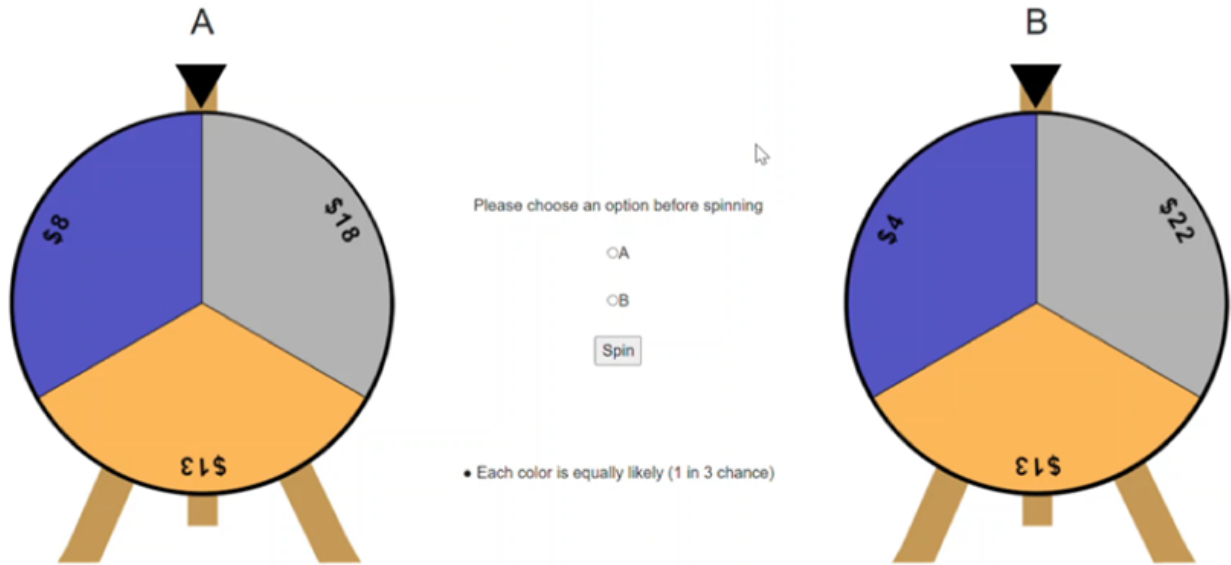 A
B
$8
$18
$13
Please choose an option before spinning
A
B
Spin
• Each color is equally likely (1 in 3 chance)
$4
$22
$13